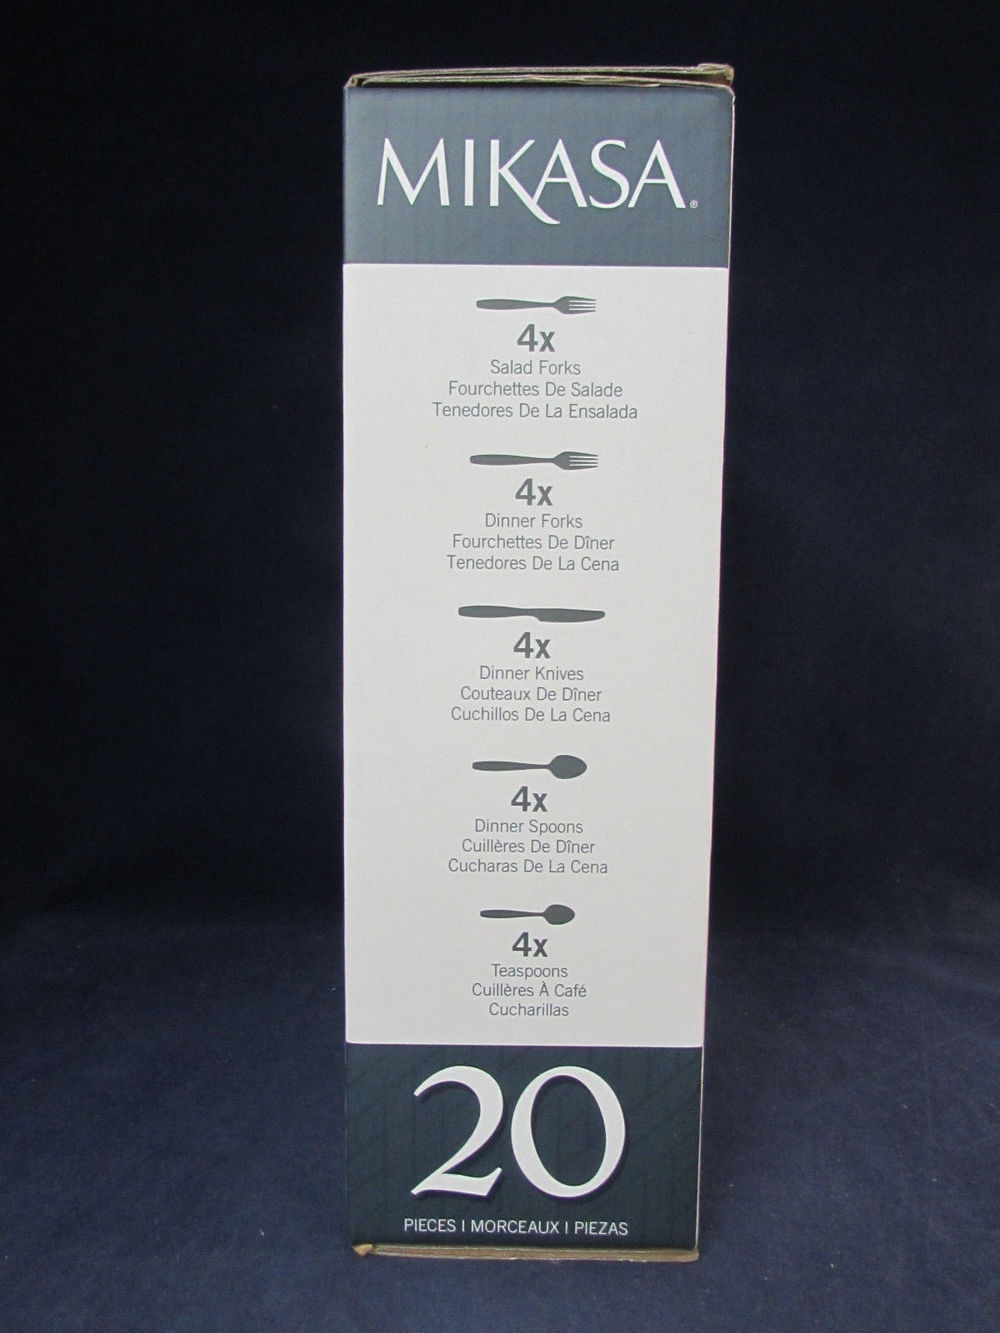 MIKASA®
4x
Salad Forks
Fourchettes De Salade
Tenedores De La Ensalada
4x
Dinner Forks
Fourchettes De Dîner
Tenedores De La Cena
4x
Dinner Knives
Couteaux De Dîner
Cuchillos De La Cena
4x
Dinner Spoons
Cuillères De Dîner
Cucharas De La Cena
4x
Teaspoons
Cuillères À Café
Cucharillas
20
PIECES | MORCEAUX | PIEZAS